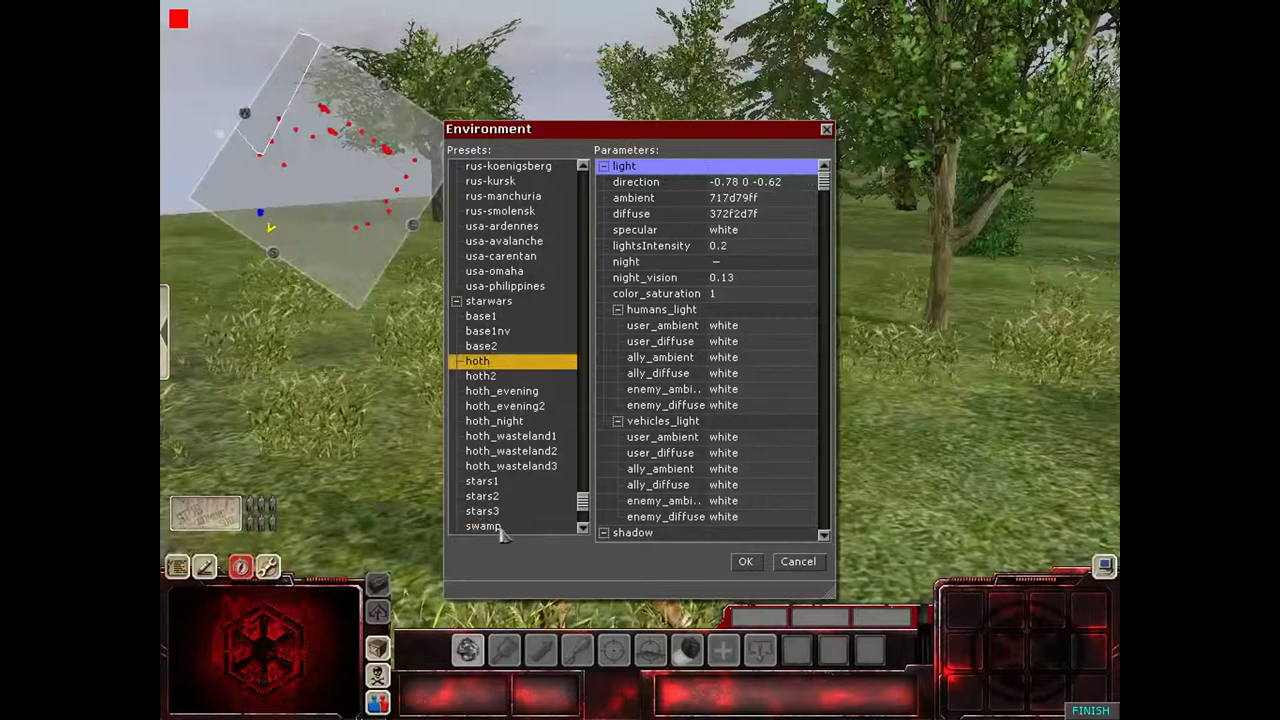 Environment
Presets:
rus-koenigsberg
rus-kursk
rus-manchuria
rus-smolensk
usa-ardennes
usa-avalanche
usa-carentan
usa-omaha
usa-philippines
starwars
base1
base1nv
base2
hoth
hoth2
hoth_evening
hoth_evening2
hoth_night
hoth_wasteland1
hoth_wasteland2
hoth_wasteland3
stars1
stars2
stars3
swamp
Parameters:
light
direction -0.78 0 -0.62
ambient 717d79ff
diffuse 372f2d7f
specular white
lightsIntensity 0.2
night —
night_vision 0.13
color_saturation 1
humans_light
user_ambient white
user_diffuse white
ally_ambient white
ally_diffuse white
enemy_ambi.. white
enemy_diffuse white
vehicles_light
user_ambient white
user_diffuse white
ally_ambient white
ally_diffuse white
enemy_ambi.. white
enemy_diffuse white
shadow
OK Cancel
FINISH